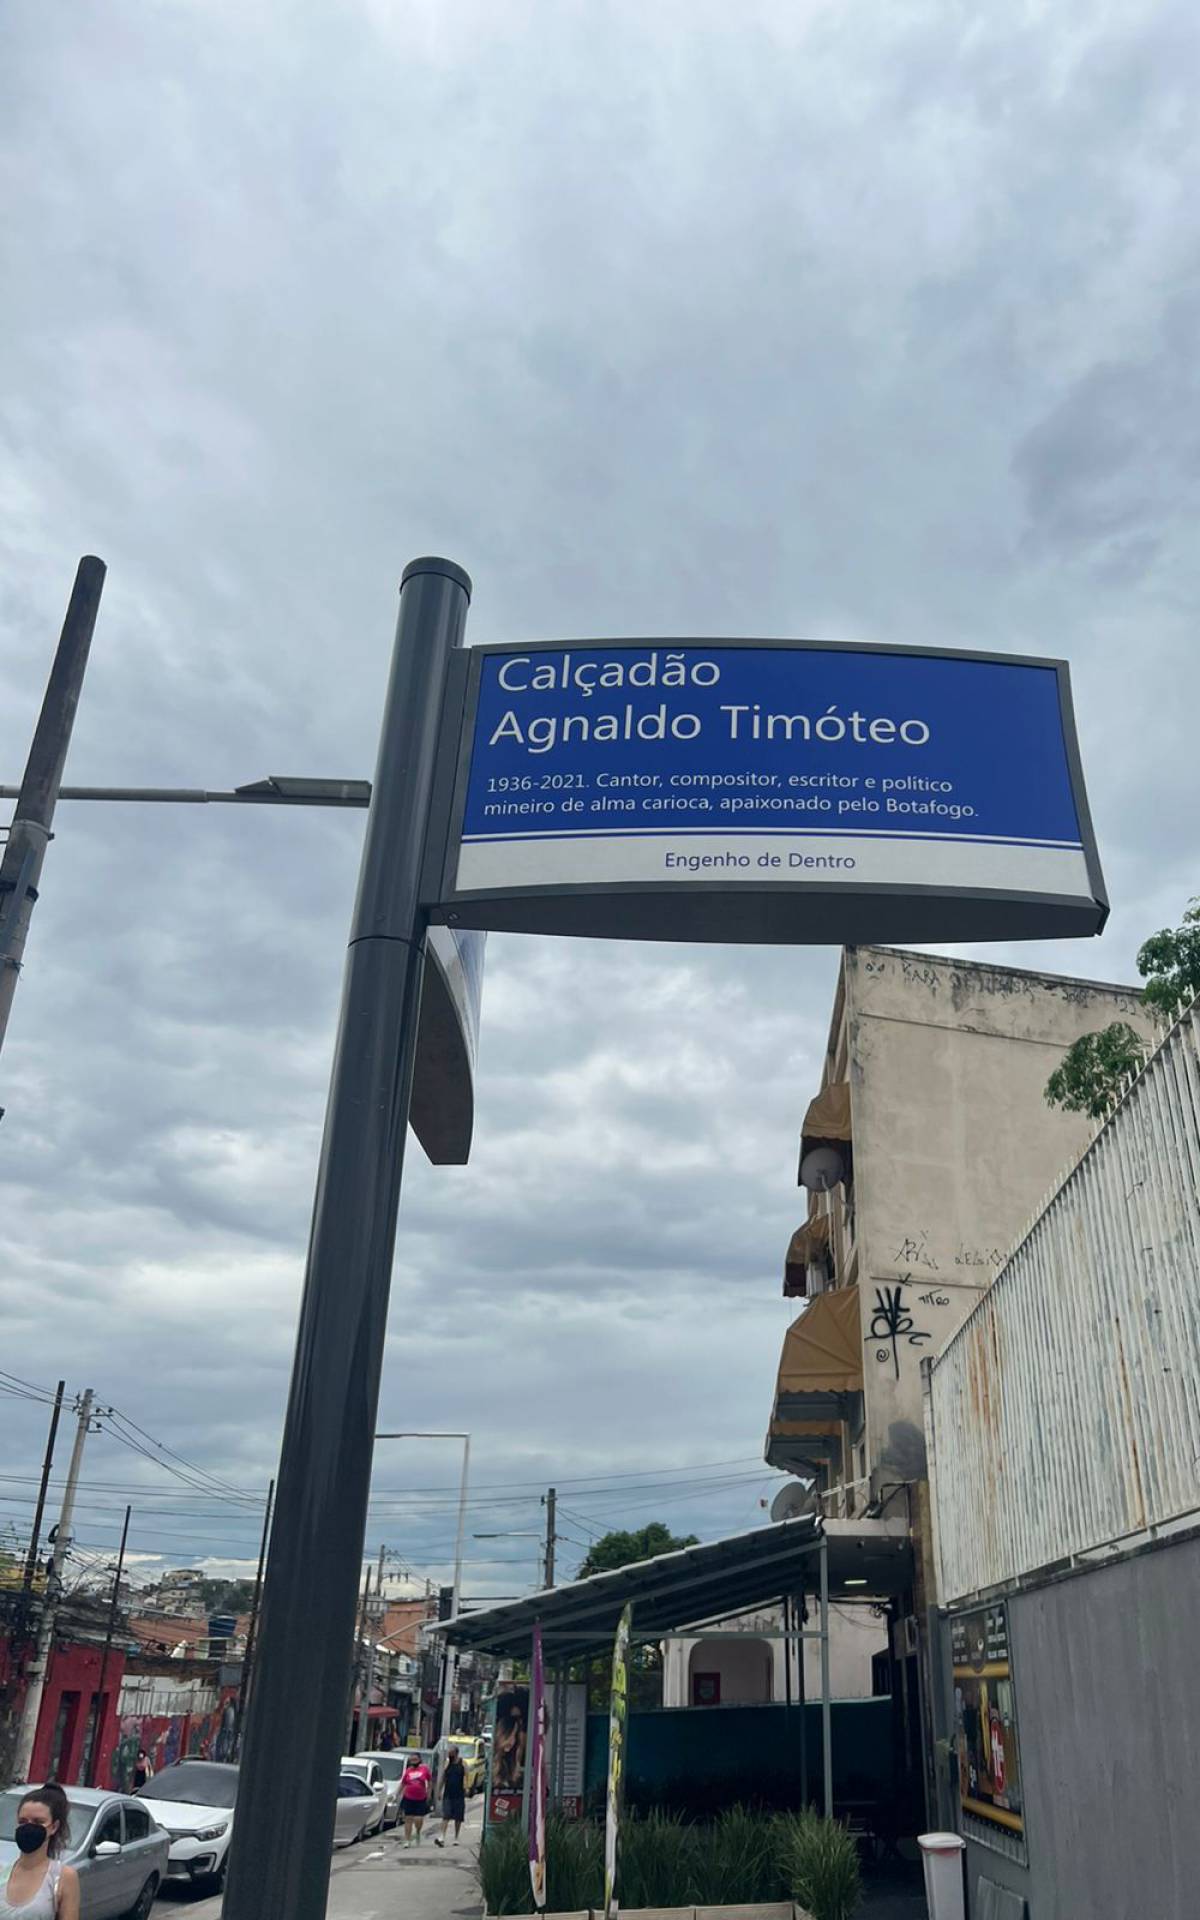 Calçadão
Agnaldo Timóteo
1936-2021. Cantor, compositor, escritor e político
mineiro de alma carioca, apaixonado pelo Botafogo.
Engenho de Dentro